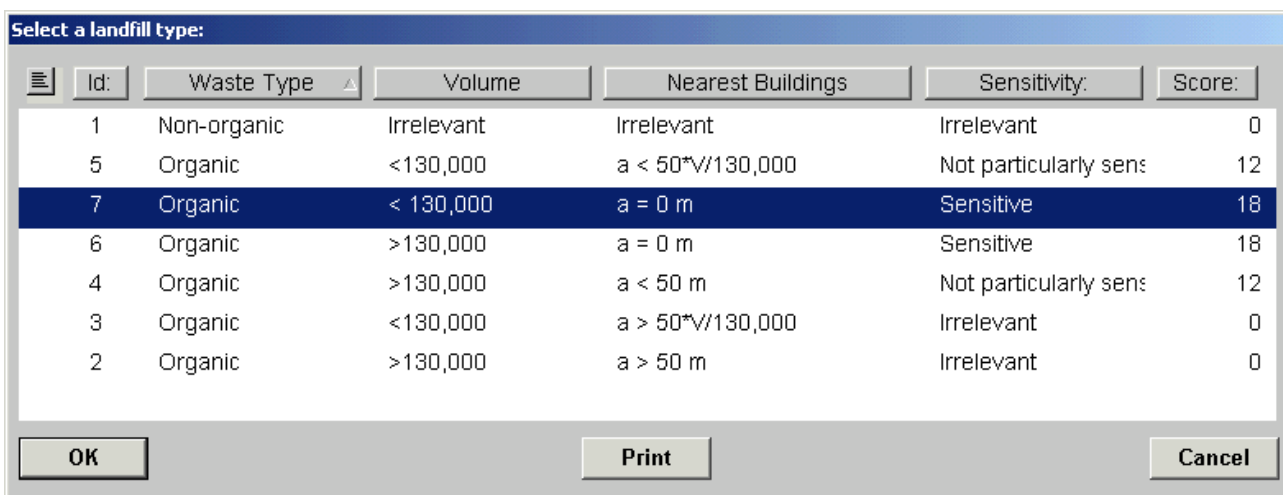 Select a landfill type:
Id: Waste Type Volume Nearest Buildings Sensitivity: Score:
1 Non-organic Irrelevant Irrelevant Irrelevant 0
5 Organic <130,000 a < 50*V/130,000 Not particularly sens 12
7 Organic < 130,000 a = 0 m Sensitive 18
6 Organic >130,000 a = 0 m Sensitive 18
4 Organic >130,000 a < 50 m Not particularly sens 12
3 Organic <130,000 a > 50*V/130,000 Irrelevant 0
2 Organic >130,000 a > 50 m Irrelevant 0
OK Print Cancel